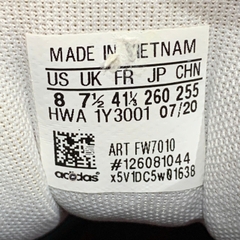 MADE IN VIETNAM
US UK FR JP CHN
8 7½ 41⅓ 260 255
HWA 1Y3001 07/20
ART FW7010
#126081044
x5V1DC5w01638
adidas